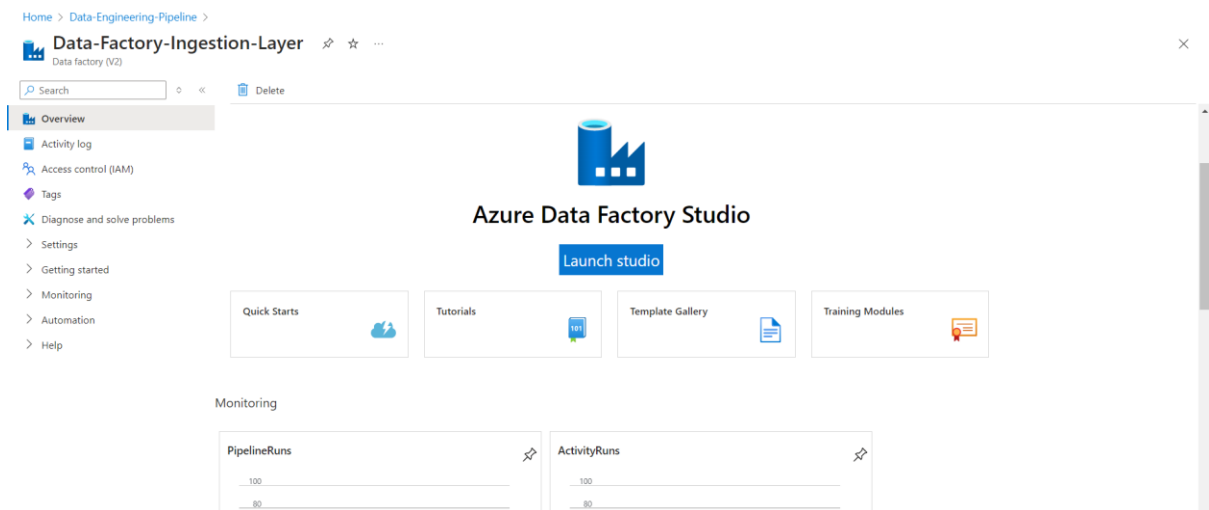 Home > Data-Engineering-Pipeline >
Data-Factory-Ingestion-Layer
Data factory (V2)
Search
Delete
Overview
Activity log
Access control (IAM)
Tags
Diagnose and solve problems
Settings
Getting started
Monitoring
Automation
Help
Azure Data Factory Studio
Launch studio
Quick Starts
Tutorials
101
Template Gallery
Training Modules
Monitoring
PipelineRuns
100
80
ActivityRuns
100
80